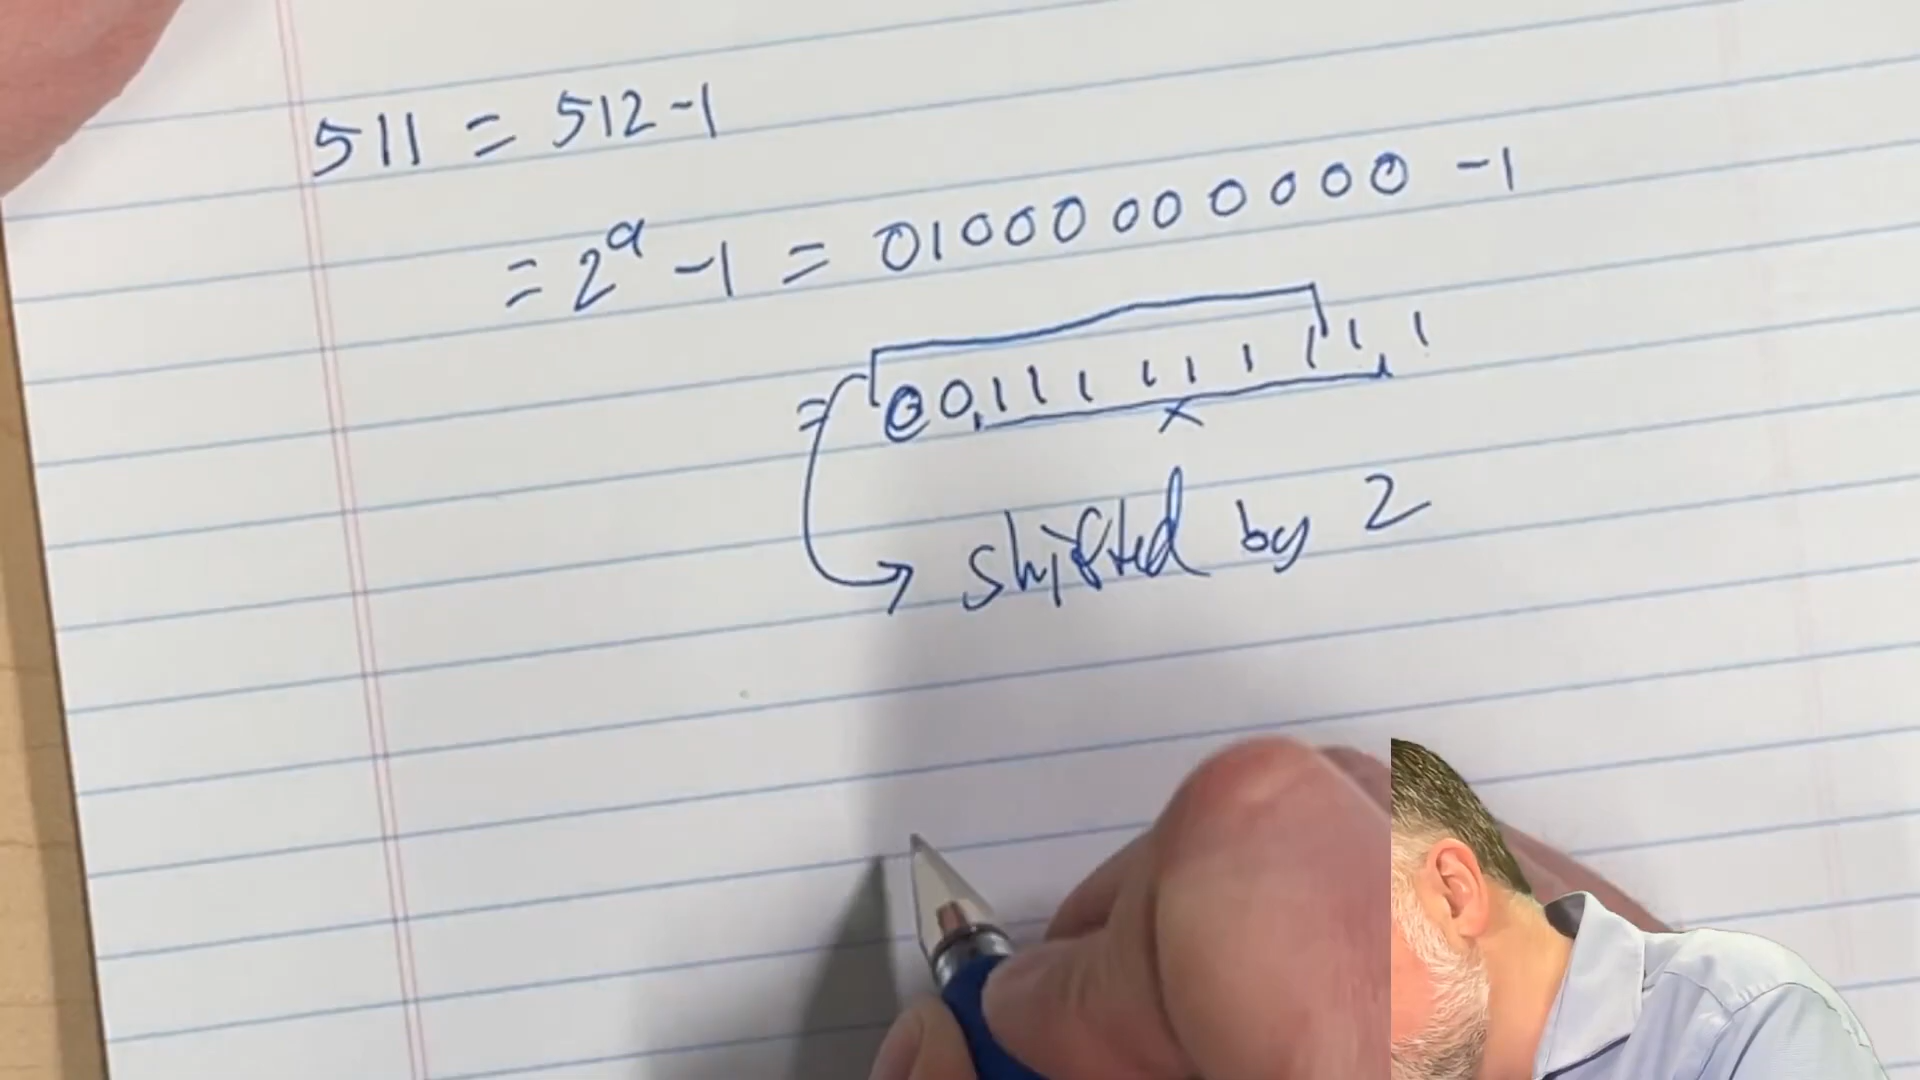 511 = 512 - 1
= 2⁹ - 1 = 01000000000 - 1
= 00111111111
x
shifted by 2